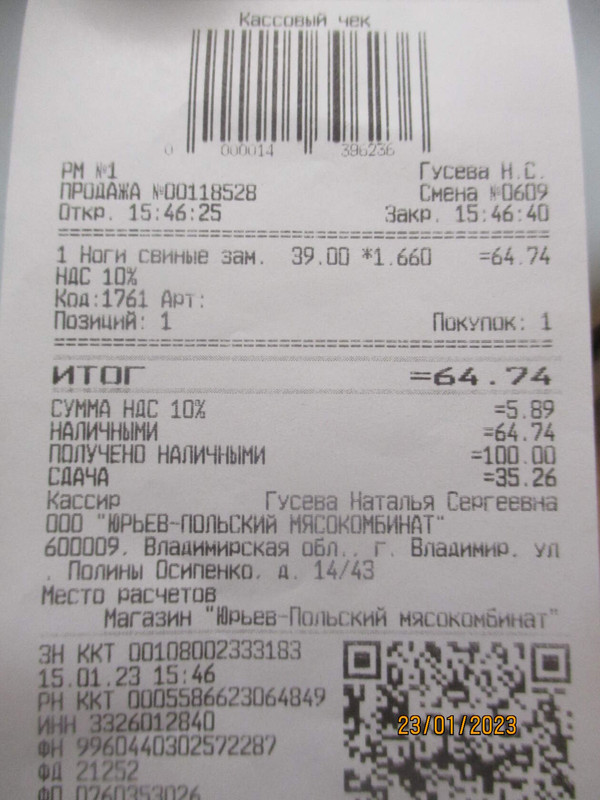 Кассовый чек
0 000014 396236
РМ №1 Гусева Н.С.
ПРОДАЖА №00118528 Смена №0609
Откр. 15:46:25 Закр. 15:46:40
1 Ноги свиные зам. 39.00 *1.660 =64.74
НДС 10%
Код:1761 Арт:
Позиций: 1 Покупок: 1
ИТОГ =64.74
СУММА НДС 10% =5.89
НАЛИЧНЫМИ =64.74
ПОЛУЧЕНО НАЛИЧНЫМИ =100.00
СДАЧА =35.26
Кассир Гусева Наталья Сергеевна
ООО "ЮРЬЕВ-ПОЛЬСКИЙ МЯСОКОМБИНАТ"
600009, Владимирская обл., г. Владимир, ул
. Полины Осипенко, д. 14/43
Место расчетов
Магазин "Юрьев-Польский мясокомбинат"
ЗН ККТ 00108002333183
15.01.23 15:46
РН ККТ 0005586623064849
ИНН 3326012840
ФН 9960440302572287
ФД 21252
ФП 0760353026
23/01/2023